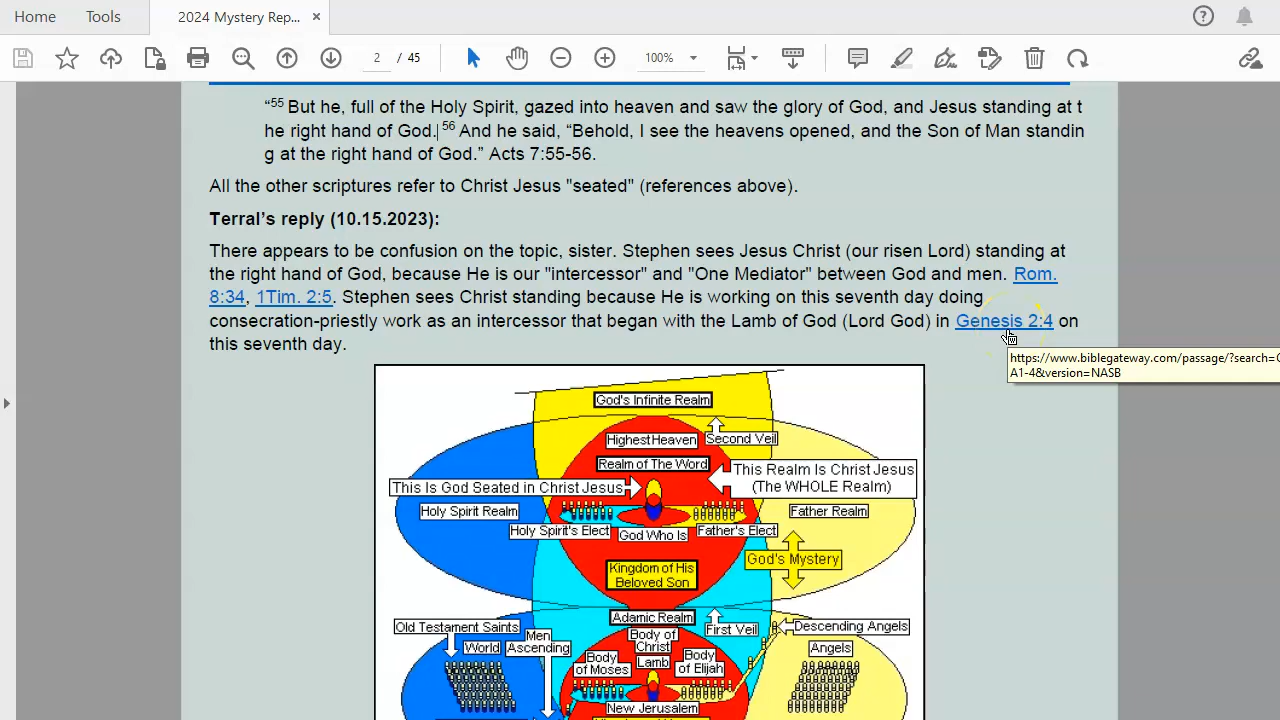 Home Tools 2024 Mystery Rep... ×
2 / 45 100%
“55 But he, full of the Holy Spirit, gazed into heaven and saw the glory of God, and Jesus standing at t
he right hand of God. 56 And he said, “Behold, I see the heavens opened, and the Son of Man standin
g at the right hand of God.” Acts 7:55-56.
All the other scriptures refer to Christ Jesus "seated" (references above).
Terral’s reply (10.15.2023):
There appears to be confusion on the topic, sister. Stephen sees Jesus Christ (our risen Lord) standing at
the right hand of God, because He is our "intercessor" and "One Mediator" between God and men. Rom.
8:34, 1Tim. 2:5. Stephen sees Christ standing because He is working on this seventh day doing
consecration-priestly work as an intercessor that began with the Lamb of God (Lord God) in Genesis 2:4 on
this seventh day.
https://www.biblegateway.com/passage/?search=
A1-4&version=NASB
God's Infinite Realm
Highest Heaven
Second Veil
Realm of The Word
This Realm Is Christ Jesus
(The WHOLE Realm)
This Is God Seated in Christ Jesus
Holy Spirit Realm
Father Realm
Holy Spirit's Elect
God Who Is
Father's Elect
God's Mystery
Kingdom of His
Beloved Son
Adamic Realm
Old Testament Saints
First Veil
Descending Angels
World
Men
Ascending
Body of
Christ
Angels
Body
of Moses
Lamb
Body
of Elijah
New Jerusalem